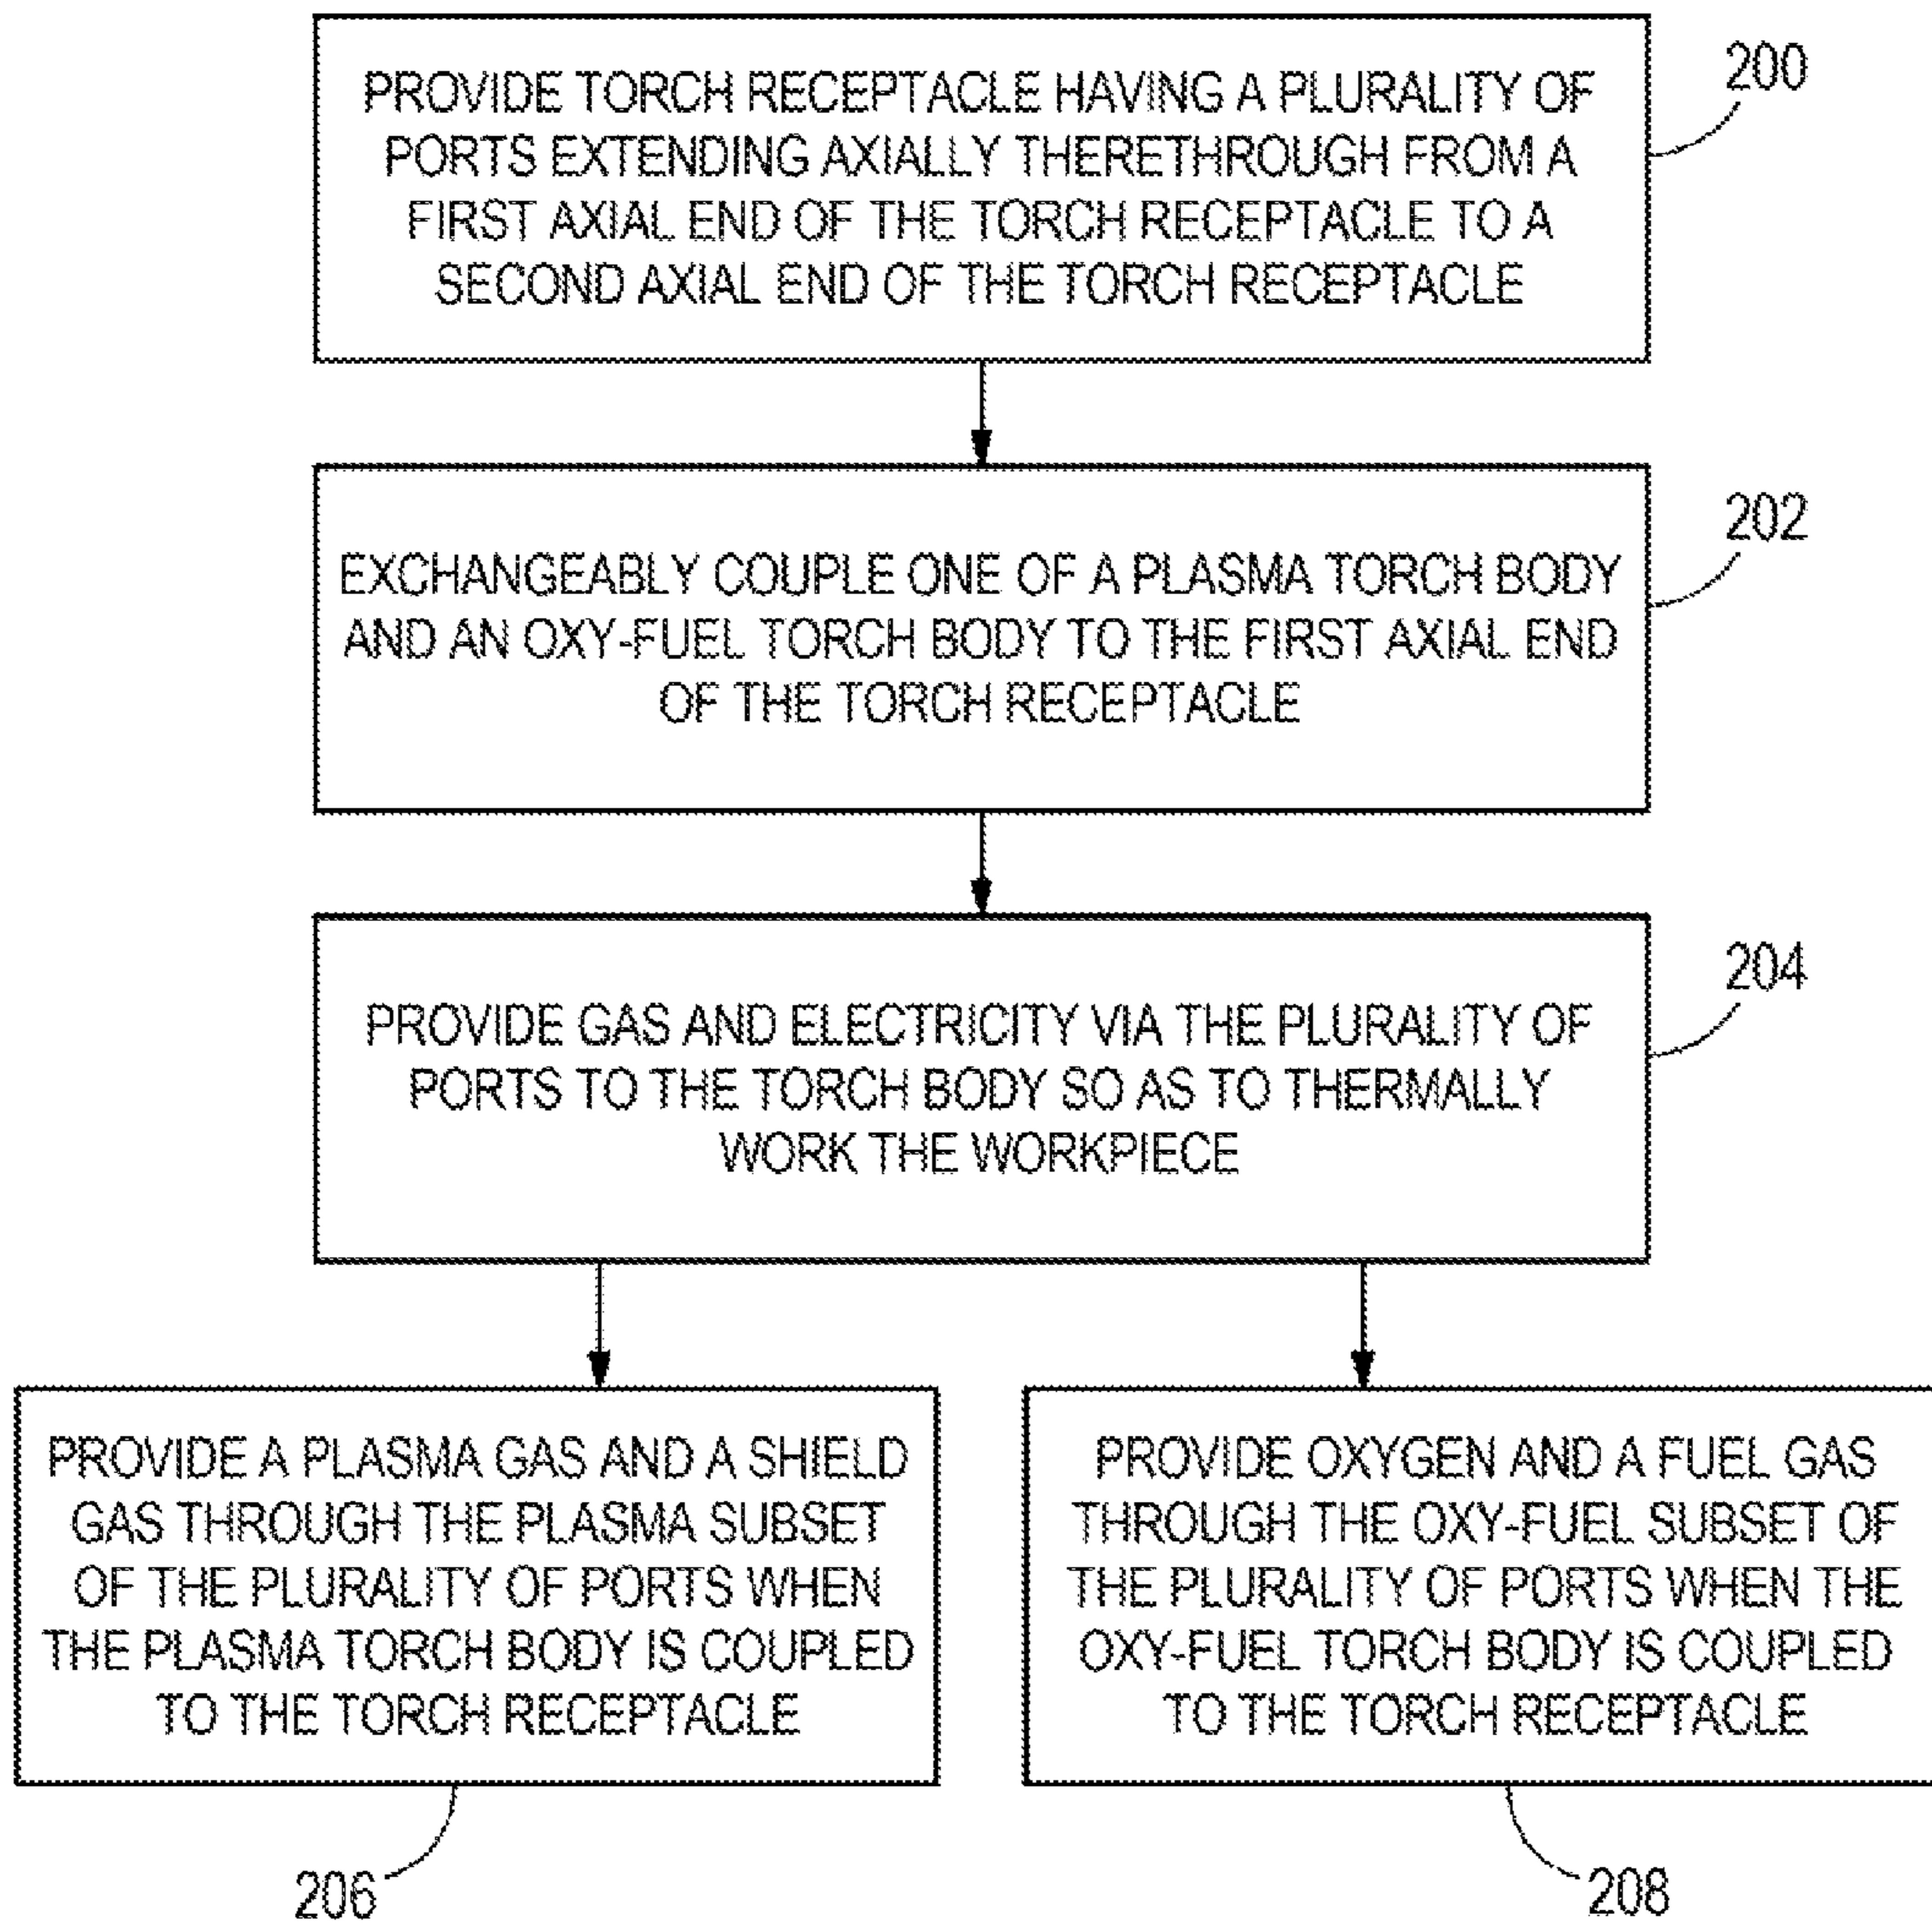 PROVIDE TORCH RECEPTACLE HAVING A PLURALITY OF
PORTS EXTENDING AXIALLY THERETHROUGH FROM A
FIRST AXIAL END OF THE TORCH RECEPTACLE TO A
SECOND AXIAL END OF THE TORCH RECEPTACLE
200
EXCHANGEABLY COUPLE ONE OF A PLASMA TORCH BODY
AND AN OXY-FUEL TORCH BODY TO THE FIRST AXIAL END
OF THE TORCH RECEPTACLE
202
PROVIDE GAS AND ELECTRICITY VIA THE PLURALITY OF
PORTS TO THE TORCH BODY SO AS TO THERMALLY
WORK THE WORKPIECE
204
PROVIDE A PLASMA GAS AND A SHIELD
GAS THROUGH THE PLASMA SUBSET
OF THE PLURALITY OF PORTS WHEN
THE PLASMA TORCH BODY IS COUPLED
TO THE TORCH RECEPTACLE
206
PROVIDE OXYGEN AND A FUEL GAS
THROUGH THE OXY-FUEL SUBSET OF
THE PLURALITY OF PORTS WHEN THE
OXY-FUEL TORCH BODY IS COUPLED
TO THE TORCH RECEPTACLE
208